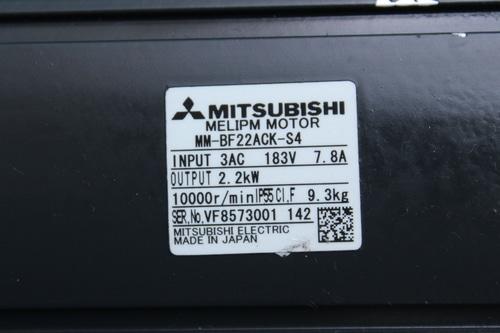 MITSUBISHI
MELIPM MOTOR
MM-BF22ACK-S4
INPUT 3AC 183V 7.8A
OUTPUT 2.2kW
10000r/min IP55 Cl.F 9.3kg
SER.No.VF8573001 142
MITSUBISHI ELECTRIC
MADE IN JAPAN